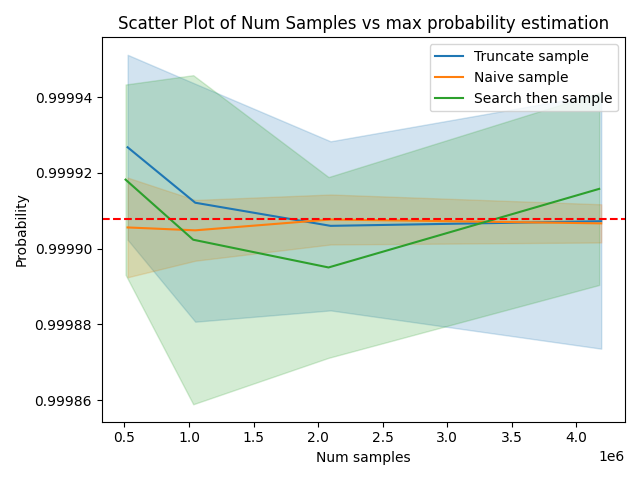 Scatter Plot of Num Samples vs max probability estimation
Truncate sample
Naive sample
Search then sample
Probability
0.99994
0.99992
0.99990
0.99988
0.99986
0.5 1.0 1.5 2.0 2.5 3.0 3.5 4.0
1e6
Num samples